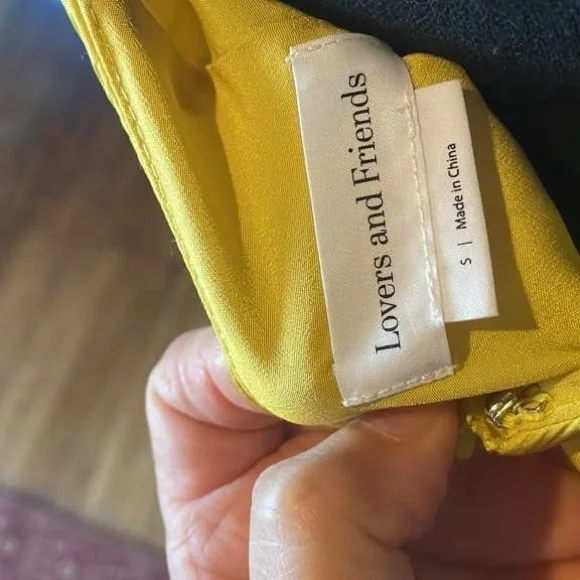 Lovers and Friends
S | Made in China